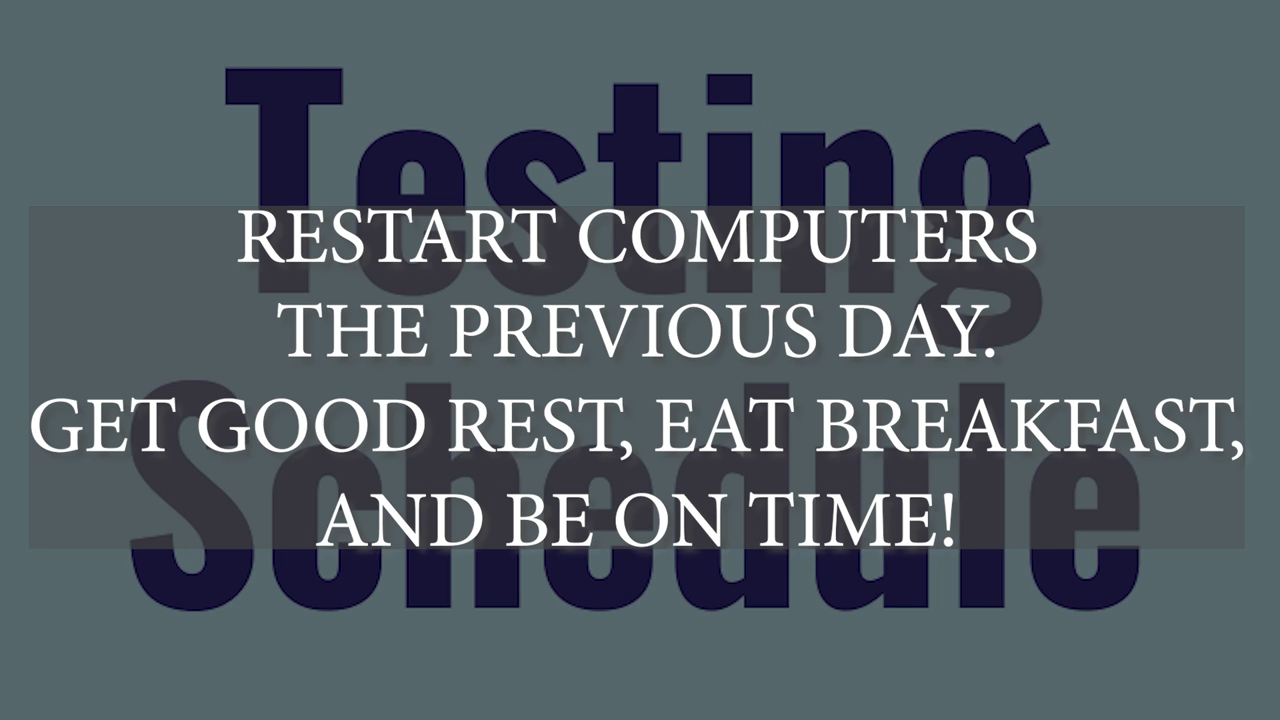 Testing
Schedule
RESTART COMPUTERS
THE PREVIOUS DAY.
GET GOOD REST, EAT BREAKFAST,
AND BE ON TIME!